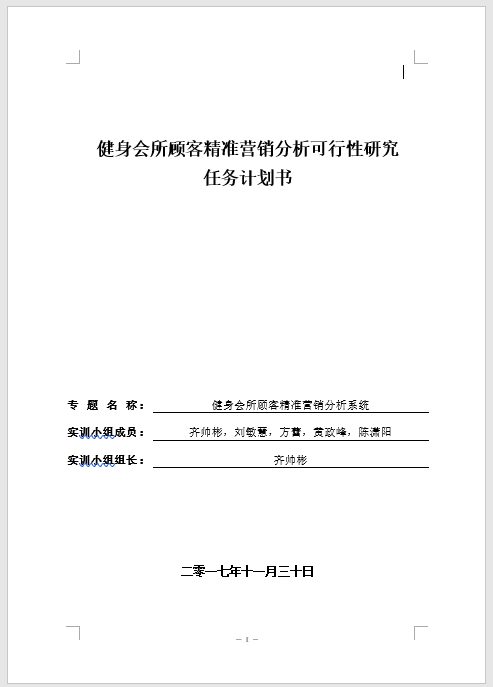 健身会所顾客精准营销分析可行性研究
任务计划书
专 题 名 称： 健身会所顾客精准营销分析系统
实训小组成员： 齐帅彬，刘敏慧，方蕾，黄政峰，陈潇阳
实训小组组长： 齐帅彬
二零一七年十一月三十日